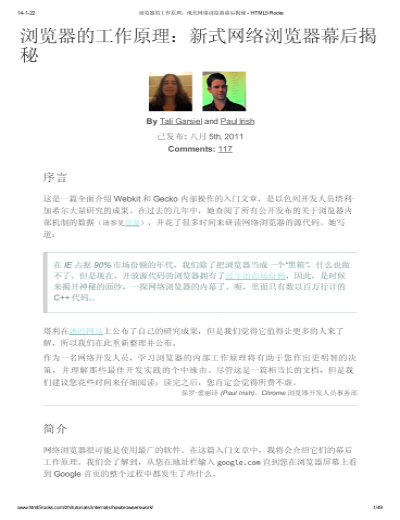 14-1-22 浏览器的工作原理：新式网络浏览器幕后揭秘 - HTML5 Rocks
浏览器的工作原理：新式网络浏览器幕后揭
秘
By Tali Garsiel and Paul Irish
已发布: 八月 5th, 2011
Comments: 117
序言
这是一篇全面介绍 Webkit 和 Gecko 内部操作的入门文章，是以色列开发人员塔利·
加希尔大量研究的成果。在过去的几年中，她查阅了所有公开发布的关于浏览器内
部机制的数据（请参见资源），并花了很多时间来研读网络浏览器的源代码。她写
道：
在 IE 占据 90% 市场份额的年代，我们除了把浏览器当成一个“黑箱”，什么也做
不了。但是现在，开放源代码的浏览器拥有了过半的市场份额，因此，是时候
来揭开神秘的面纱，一探网络浏览器的内幕了。呃，里面只有数以百万行计的
C++ 代码...
塔利在她的网站上公布了自己的研究成果，但是我们觉得它值得让更多的人来了
解，所以我们在此重新整理并公布。
作为一名网络开发人员，学习浏览器的内部工作原理将有助于您作出更明智的决
策，并理解那些最佳开发实践的个中缘由。尽管这是一篇相当长的文档，但是我
们建议您花些时间来仔细阅读；读完之后，您肯定会觉得所费不虚。
保罗·爱丽诗 (Paul Irish)，Chrome 浏览器开发人员事务部
简介
网络浏览器很可能是使用最广的软件。在这篇入门文章中，我将会介绍它们的幕后
工作原理。我们会了解到，从您在地址栏输入 google.com 直到您在浏览器屏幕上看
到 Google 首页的整个过程中都发生了些什么。
www.html5rocks.com/zh/tutorials/internals/howbrowserswork/ 1/49